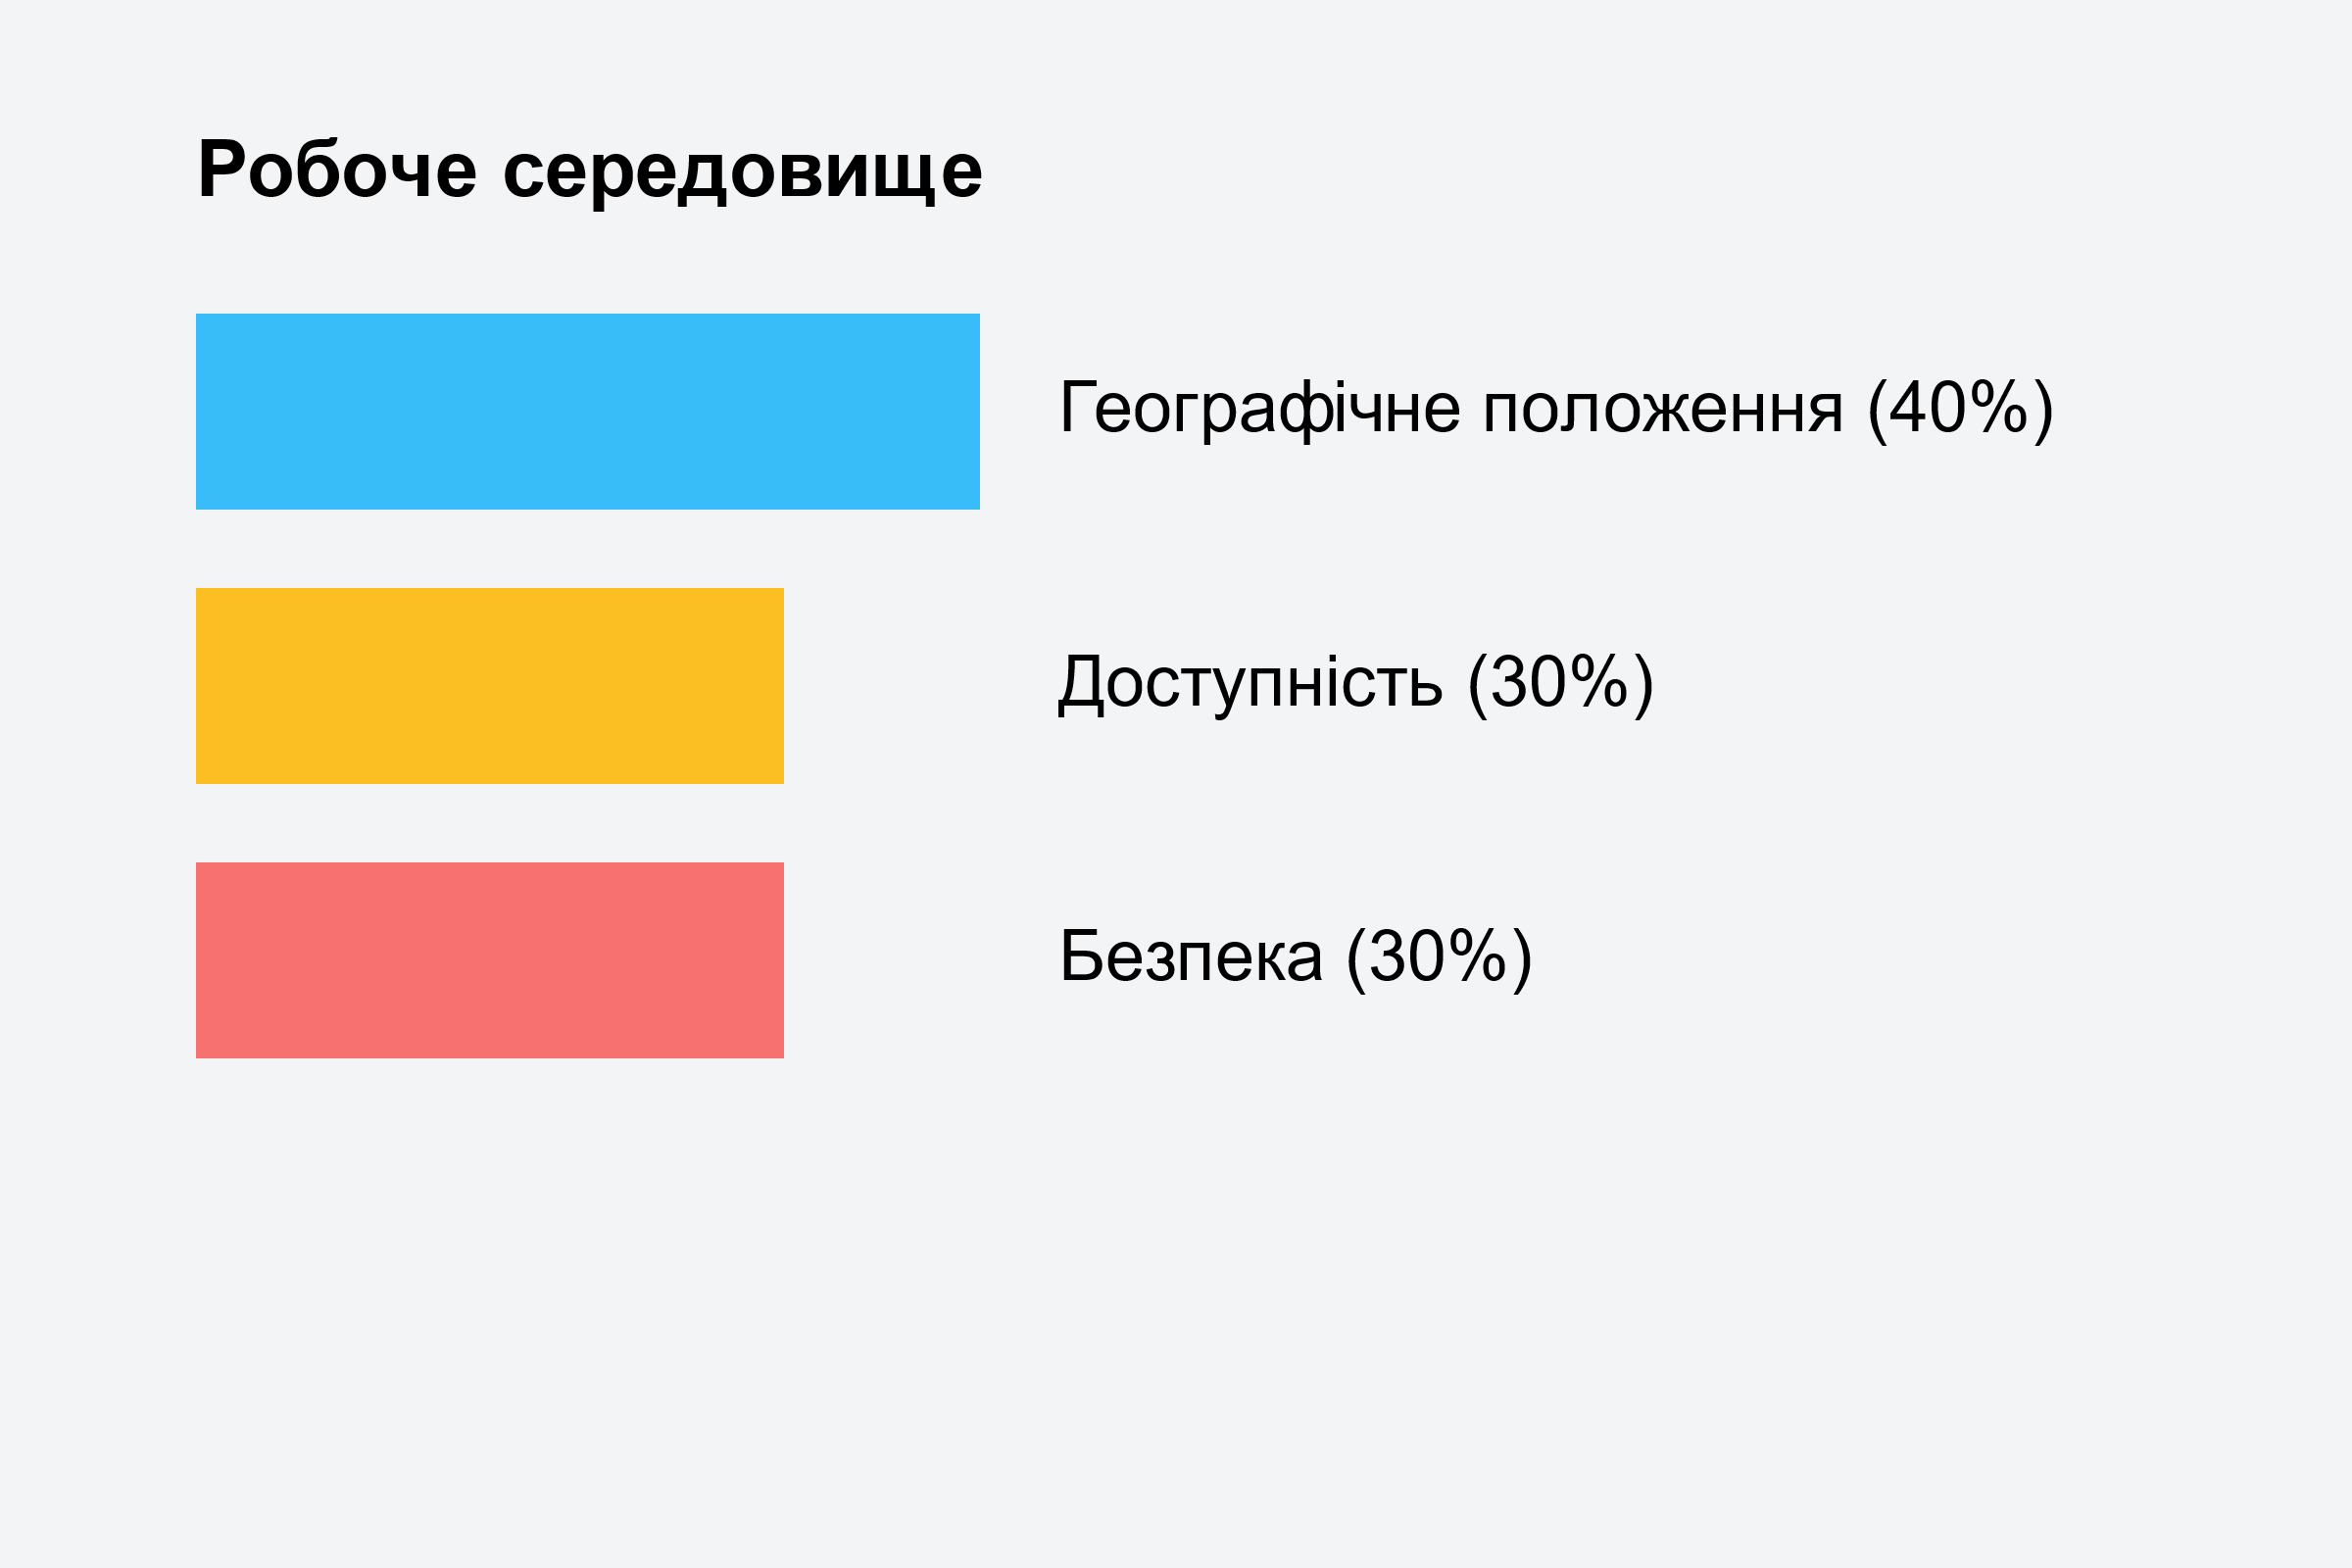 Робоче середовище
Географічне положення (40%)
Доступність (30%)
Безпека (30%)